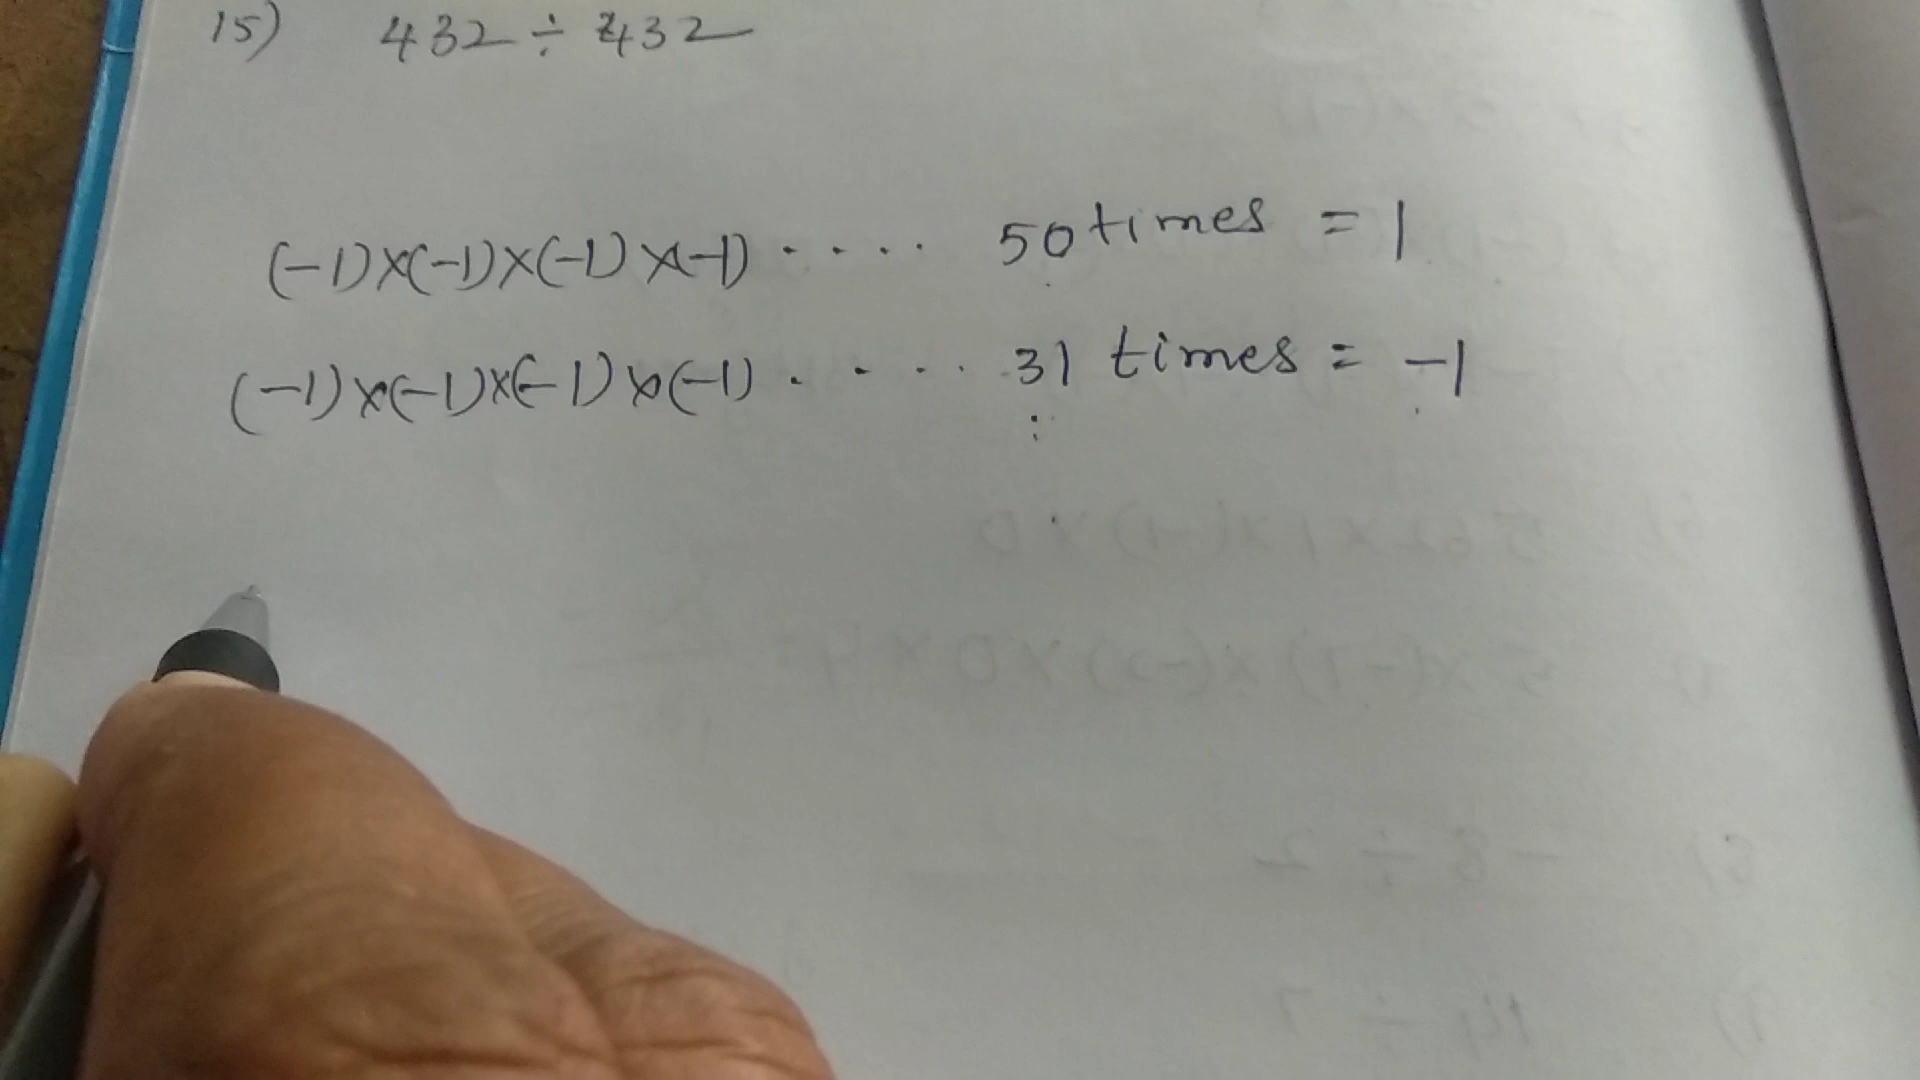 15) 432 ÷ 432
(-1)×(-1)×(-1)×(-1) .... 50 times = 1
(-1)×(-1)×(-1)×(-1) .... 31 times = -1